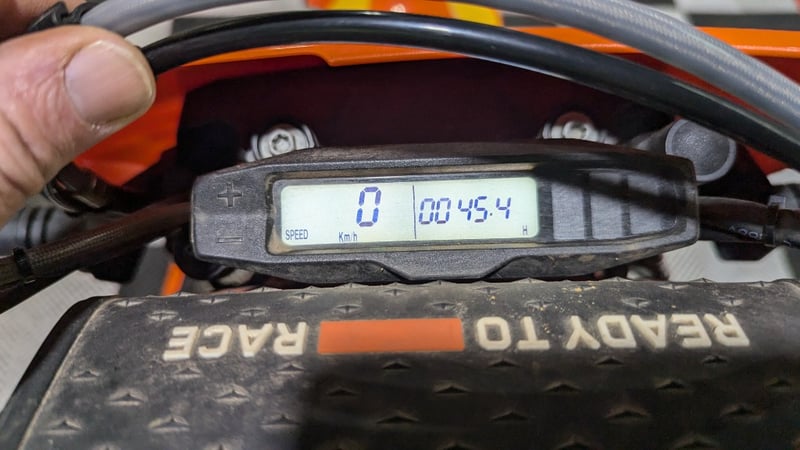 +
0 0045.4
SPEED Km/h H
−
READY TO RACE